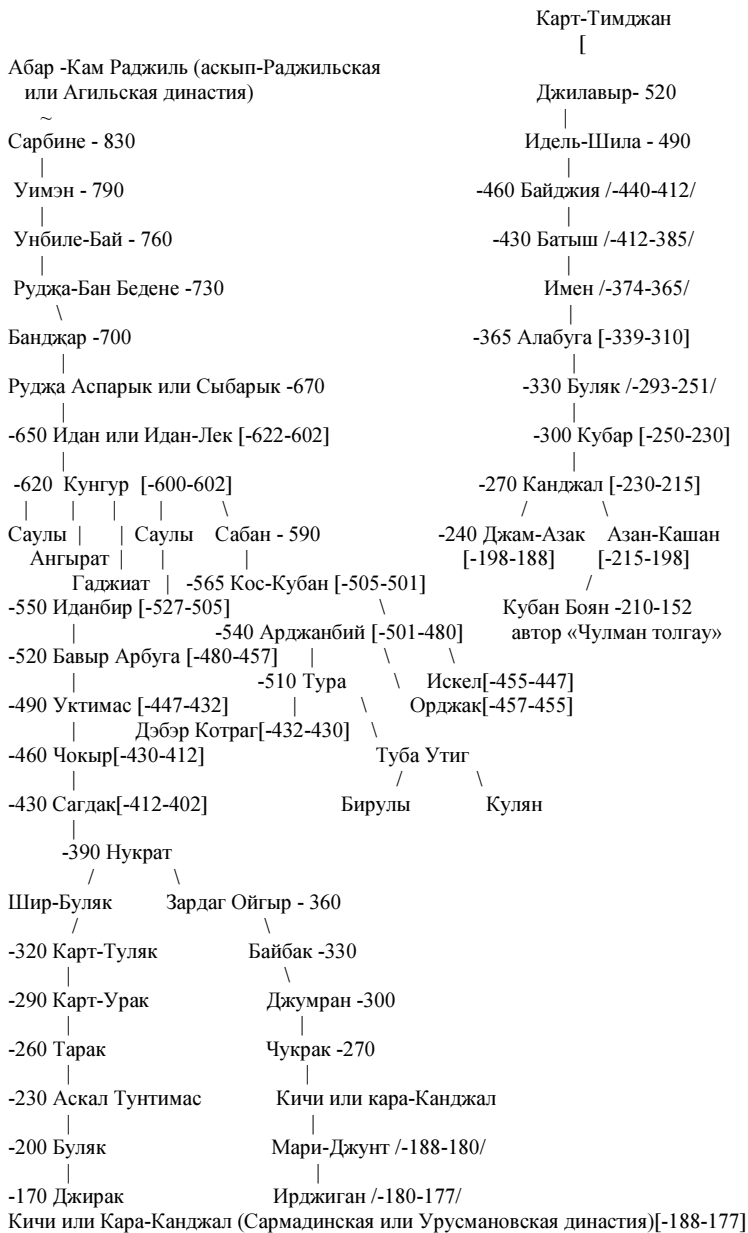 Карт-Тимджан
[
Абар -Кам Раджиль (аскып-Раджильская
или Агильская династия) Джилавыр- 520
~ |
Сарбине - 830 Идель-Шила - 490
| |
Уимэн - 790 -460 Байджия /-440-412/
| |
Унбиле-Бай - 760 -430 Батыш /-412-385/
| |
Руджа-Бан Бедене -730 Имен /-374-365/
\ |
Банджар -700 -365 Алабуга [-339-310]
| |
Руджа Аспарык или Сыбарык -670 -330 Буляк /-293-251/
| |
-650 Идан или Идан-Лек [-622-602] -300 Кубар [-250-230]
| |
-620 Кунгур [-600-602] -270 Канджал [-230-215]
| | | | \ / \
Саулы | | Саулы Сабан - 590 -240 Джам-Азак Азан-Кашан
Ангырат | | | [-198-188] [-215-198]
Гаджиат | -565 Кос-Кубан [-505-501] /
-550 Иданбир [-527-505] \ Кубан Боян -210-152
| -540 Арджанбий [-501-480] автор «Чулман толгау»
-520 Бавыр Арбуга [-480-457] | \ \
| -510 Тура \ Искел[-455-447]
-490 Уктимас [-447-432] | \ Орджак[-457-455]
| Дэбэр Котраг[-432-430] \
-460 Чокыр[-430-412] Туба Утиг
| / \
-430 Сагдак[-412-402] Бирулы Кулян
|
-390 Нукрат
/ \
Шир-Буляк Зардаг Ойгыр - 360
/ \
-320 Карт-Туляк Байбак -330
| \
-290 Карт-Урак Джумран -300
| |
-260 Тарак Чукрак -270
| |
-230 Аскал Тунтимас Кичи или кара-Канджал
| |
-200 Буляк Мари-Джунт /-188-180/
| |
-170 Джирак Ирджиган /-180-177/
Кичи или Кара-Канджал (Сармадинская или Урусмановская династия)[-188-177]